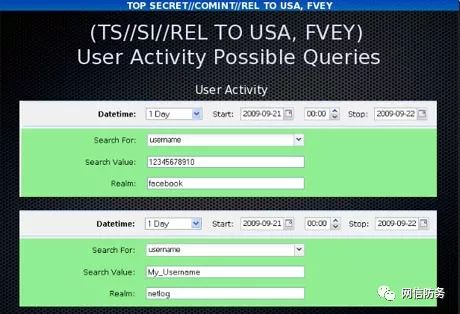 TOP SECRET//COMINT//REL TO USA, FVEY
(TS//SI//REL TO USA, FVEY)
User Activity Possible Queries
User Activity
Datetime: 1 Day Start: 2009-09-21 00:00 Stop: 2009-09-22
Search For: username
Search Value: 12345678910
Realm: facebook
Datetime: 1 Day Start: 2009-09-21 00:00 Stop: 2009-09-22
Search For: username
Search Value: My_Username
Realm: netlog
网信防务